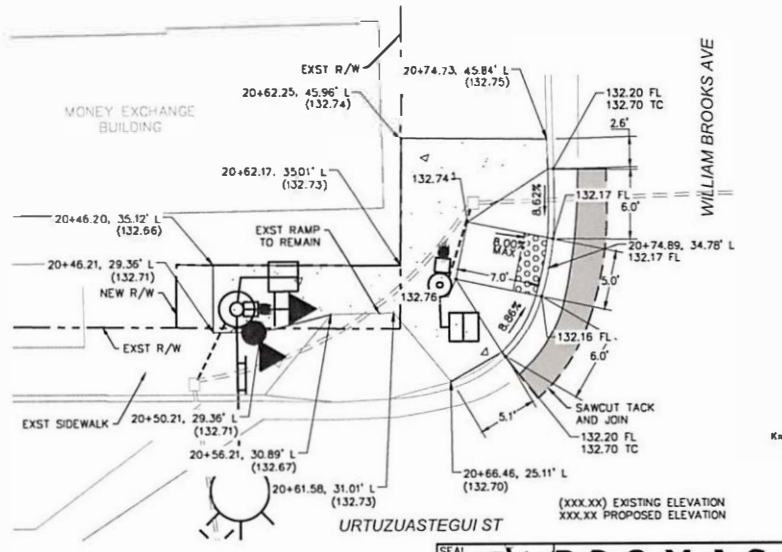 EXST R/W
20+74.73, 45.84' L
(132.75)
20+62.25, 45.96' L
(132.74)
132.20 FL
132.70 TC
WILLIAM BROOKS AVE
MONEY EXCHANGE
BUILDING
2.6'
20+62.17, 35.01' L
(132.73)
132.74
8.62%
6.0'
132.17 FL
20+46.20, 35.12' L
(132.66)
EXST RAMP
TO REMAIN
8.00%
MAX
20+74.89, 34.78' L
132.17 FL
20+46.21, 29.36' L
(132.71)
7.0'
5.0'
NEW R/W
132.76
8.86%
132.16 FL
EXST R/W
6.0'
SAWCUT TACK
AND JOIN
EXST SIDEWALK
20+50.21, 29.36' L
(132.71)
5.1'
132.20 FL
132.70 TC
20+56.21, 30.89' L
(132.67)
20+66.46, 25.11' L
(132.70)
20+61.58, 31.01' L
(132.73)
(XXX.XX) EXISTING ELEVATION
XXX.XX PROPOSED ELEVATION
URTUZUASTEGUI ST
SEAL